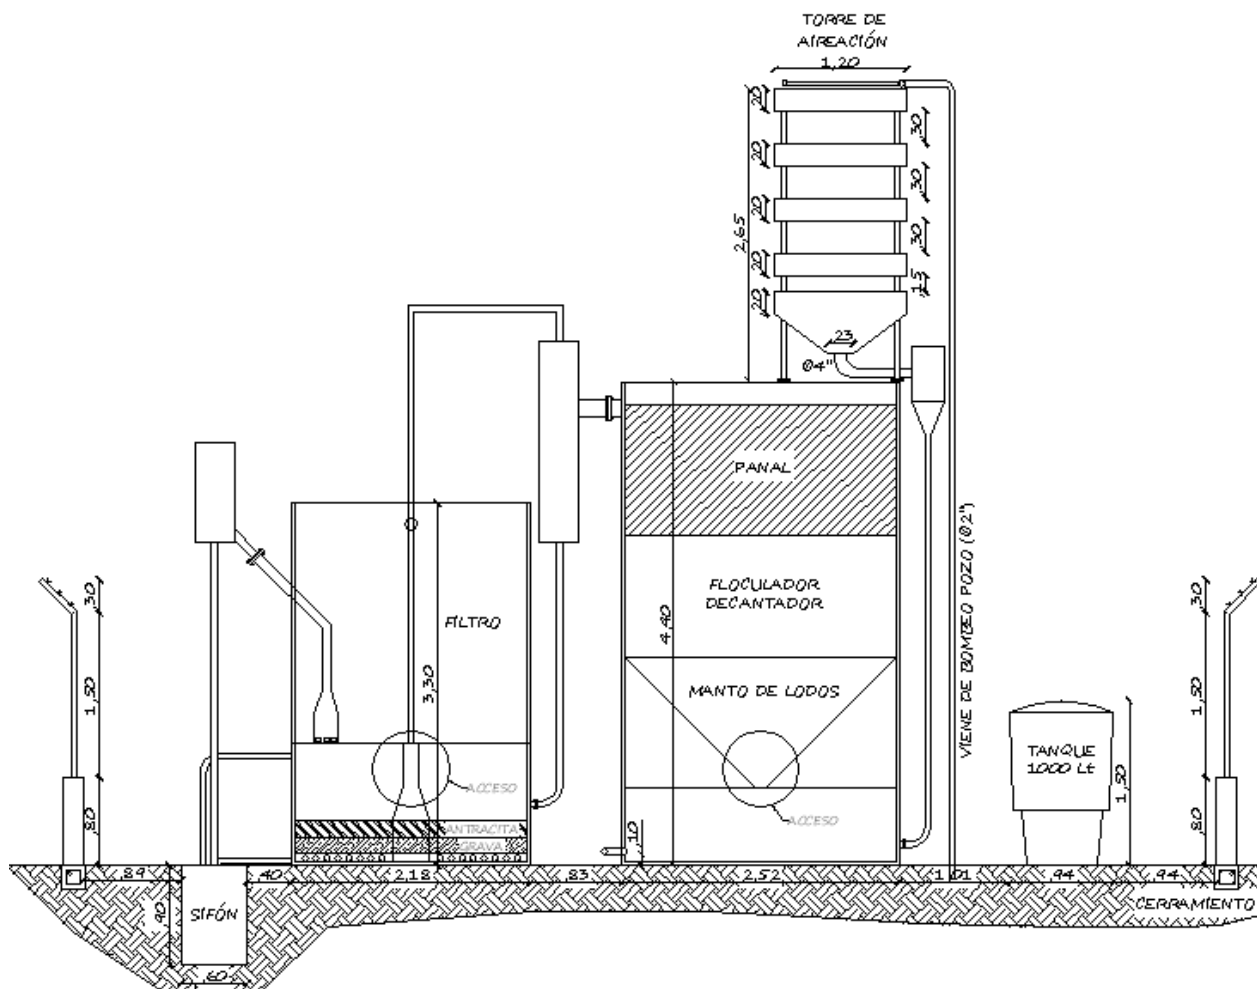 TORRE DE
AIREACIÓN
1,20
20
30
20
30
20
30
20
15
20
2,65
23
Ø4"
PANAL
FLOCULADOR
DECANTADOR
4,40
MANTO DE LODOS
ACCESO
,10
VIENE DE BOMBEO POZO (Ø2")
FILTRO
3,30
ACCESO
ANTRACITA
GRAVA
,30
1,50
,80
,30
1,50
,80
TANQUE
1000 Lt
1,50
,89
,40
2,18
,83
2,52
1,01
,94
,94
SIFÓN
,90
,60
CERRAMIENTO